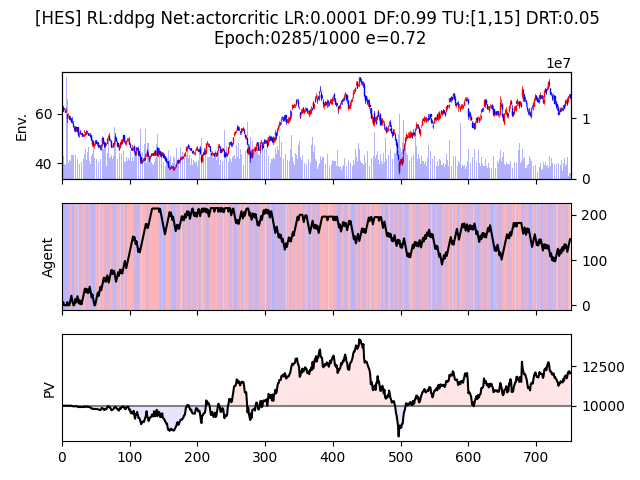 [HES] RL:ddpg Net:actorcritic LR:0.0001 DF:0.99 TU:[1,15] DRT:0.05
Epoch:0285/1000 e=0.72
1e7
Env.
60
40
1
0
Agent
200
100
0
PV
12500
10000
0 100 200 300 400 500 600 700